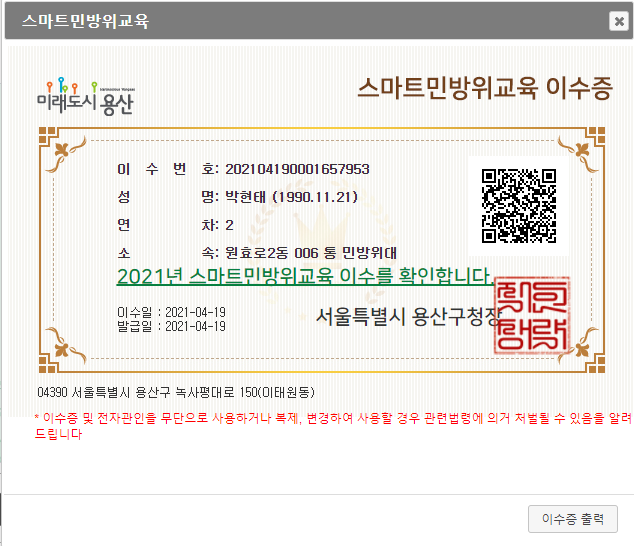 스마트민방위교육
미래도시 용산
스마트민방위교육 이수증
이 수 번 호: 202104190001657953
성 명: 박현태 (1990.11.21)
연 차: 2
소 속: 원효로2동 006 통 민방위대
2021년 스마트민방위교육 이수를 확인합니다.
이수일 : 2021-04-19
발급일 : 2021-04-19
서울특별시 용산구청장
04390 서울특별시 용산구 녹사평대로 150(이태원동)
* 이수증 및 전자관인을 무단으로 사용하거나 복제, 변경하여 사용할 경우 관련법령에 의거 처벌될 수 있음을 알려
드립니다
이수증 출력